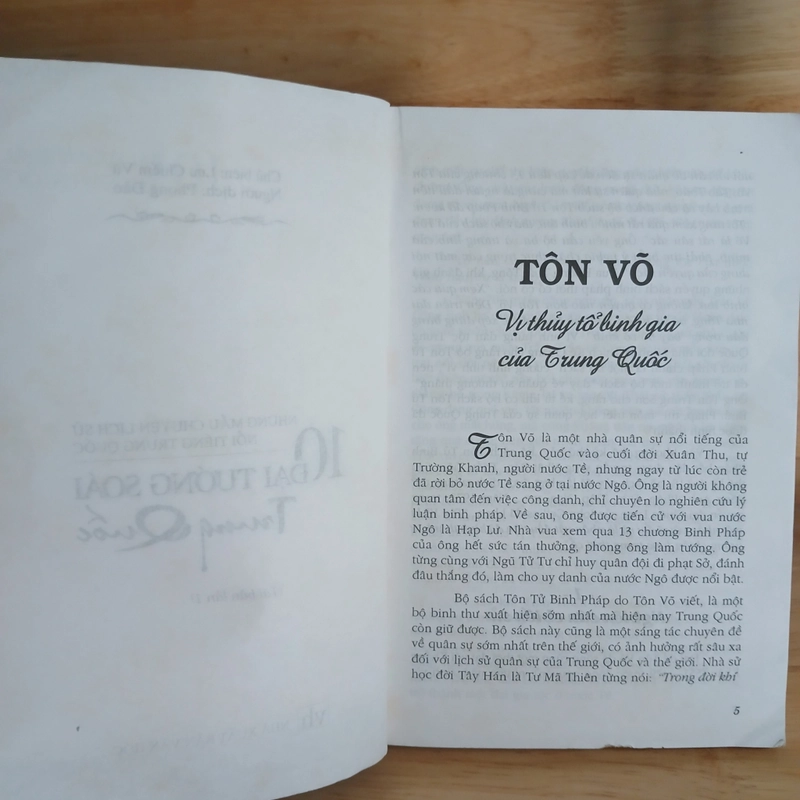 TÔN VÕ
Vị thủy tổ binh gia
của Trung Quốc
Tôn Võ là một nhà quân sự nổi tiếng của
Trung Quốc vào cuối đời Xuân Thu, tự
Trường Khanh, người nước Tề, nhưng ngay từ lúc còn trẻ
đã rời bỏ nước Tề sang ở tại nước Ngô. Ông là người không
quan tâm đến việc công danh, chỉ chuyên lo nghiên cứu lý
luận binh pháp. Về sau, ông được tiến cử với vua nước
Ngô là Hạp Lư. Nhà vua xem qua 13 chương Binh Pháp
của ông hết sức tán thưởng, phong ông làm tướng. Ông
từng cùng với Ngũ Tử Tư chỉ huy quân đội đi phạt Sở, đánh
đâu thắng đó, làm cho uy danh của nước Ngô được nổi bật.
Bộ sách Tôn Tử Binh Pháp do Tôn Võ viết, là một
bộ binh thư xuất hiện sớm nhất mà hiện nay Trung Quốc
còn giữ được. Bộ sách này cũng là một sáng tác chuyên đề
về quân sự sớm nhất trên thế giới, có ảnh hưởng rất sâu xa
đối với lịch sử quân sự của Trung Quốc và thế giới. Nhà sử
học đời Tây Hán là Tư Mã Thiên từng nói: "Trong đời khi
5